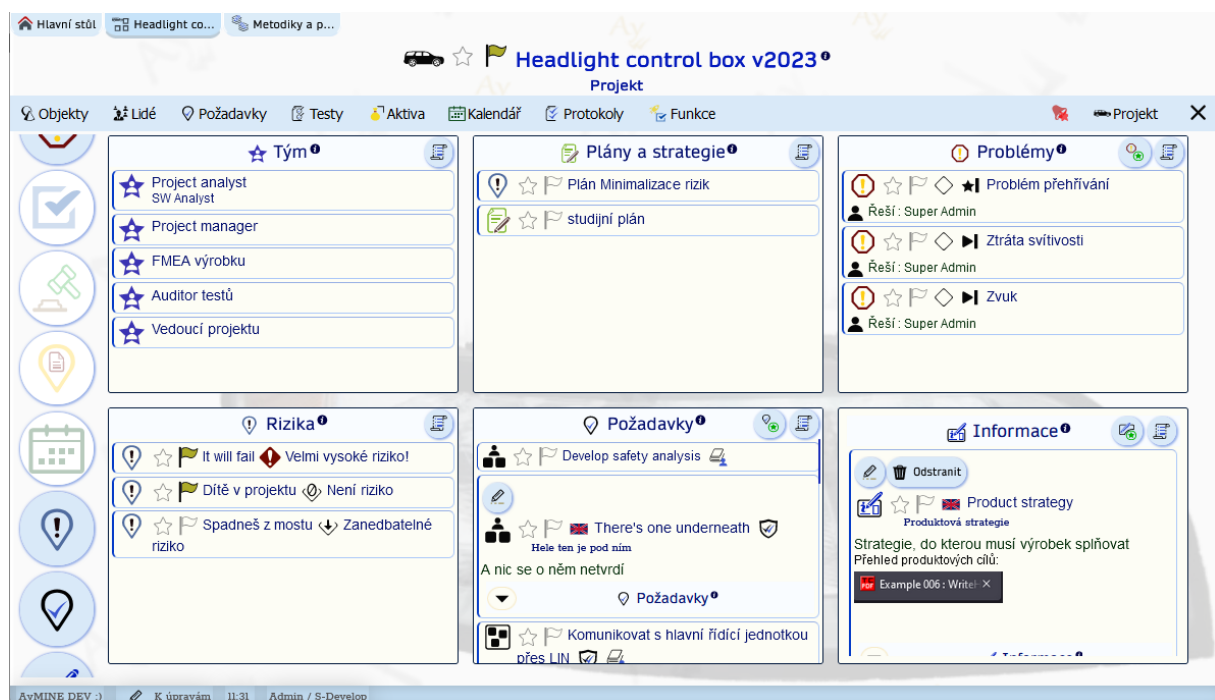 Hlavní stůl
Headlight co...
Metodiky a p...
Headlight control box v2023
Projekt
Objekty
Lidé
Požadavky
Testy
Aktiva
Kalendář
Protokoly
Funkce
Projekt
Tým
Project analyst
SW Analyst
Project manager
FMEA výrobku
Auditor testů
Vedoucí projektu
Plány a strategie
Plán Minimalizace rizik
studijní plán
Problémy
Problém přehřívání
Řeší : Super Admin
Ztráta svítivosti
Řeší : Super Admin
Zvuk
Řeší : Super Admin
Rizika
It will fail Velmi vysoké riziko!
Dítě v projektu Není riziko
Spadneš z mostu Zanedbatelné
riziko
Požadavky
Develop safety analysis
There's one underneath
Hele ten je pod ním
A nic se o něm netvrdí
Požadavky
Komunikovat s hlavní řídící jednotkou
přes LIN
Informace
Odstranit
Product strategy
Produktová strategie
Strategie, do kterou musí výrobek splňovat
Přehled produktových cílů:
PDF Example 006 : Write
AyMINE DEV :)
K úpravám
11:31
Admin / S-Develop